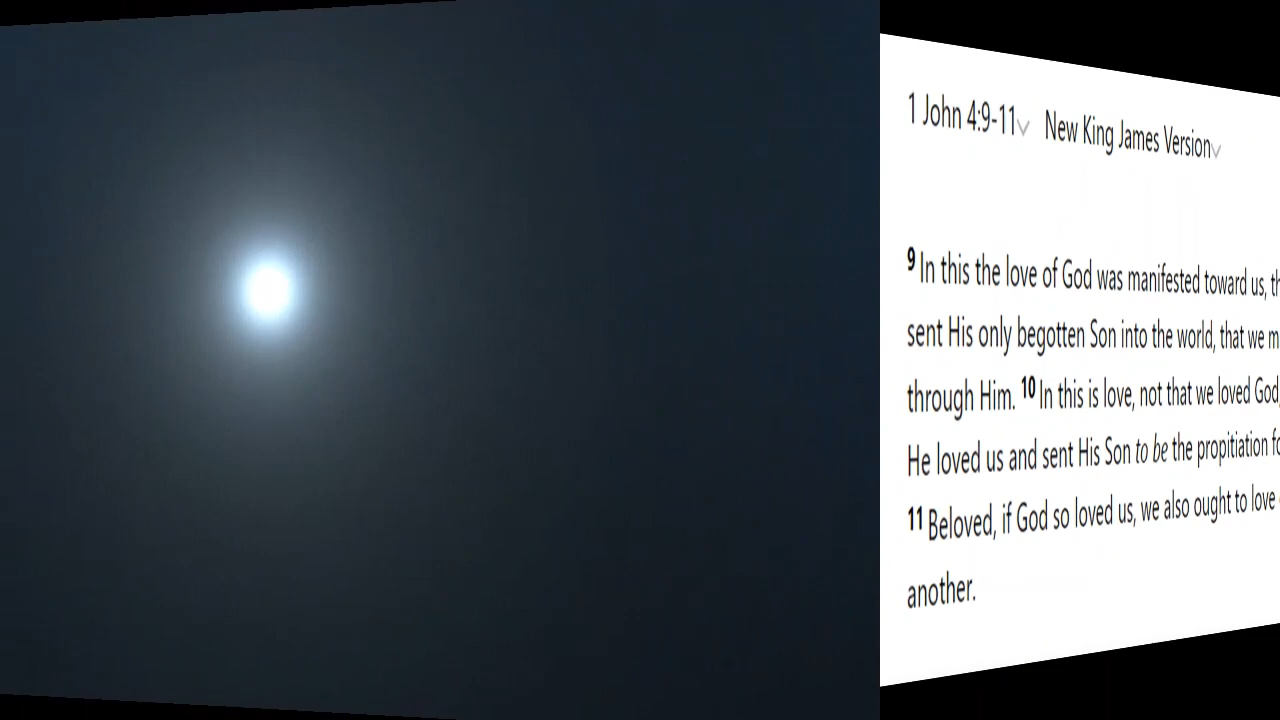 1 John 4:9-11 New King James Version
9 In this the love of God was manifested toward us,
sent His only begotten Son into the world, that we
through Him. 10 In this is love, not that we loved God,
He loved us and sent His Son to be the propitiation
11 Beloved, if God so loved us, we also ought to love
another.